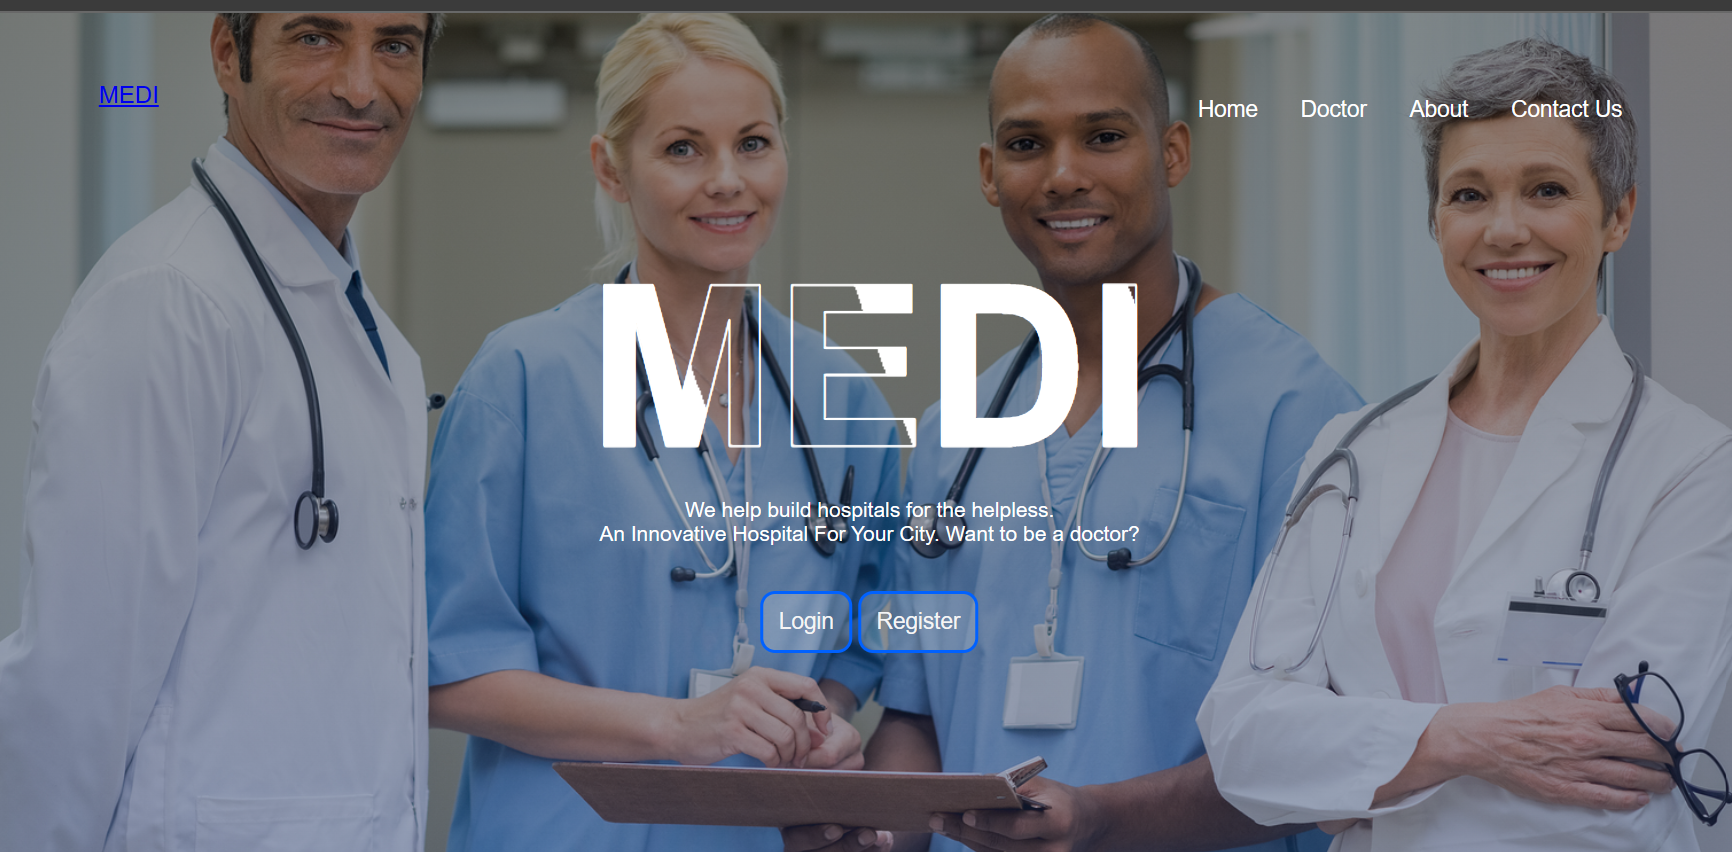 MEDI
Home Doctor About Contact Us
MEDI
We help build hospitals for the helpless.
An Innovative Hospital For Your City. Want to be a doctor?
Login Register